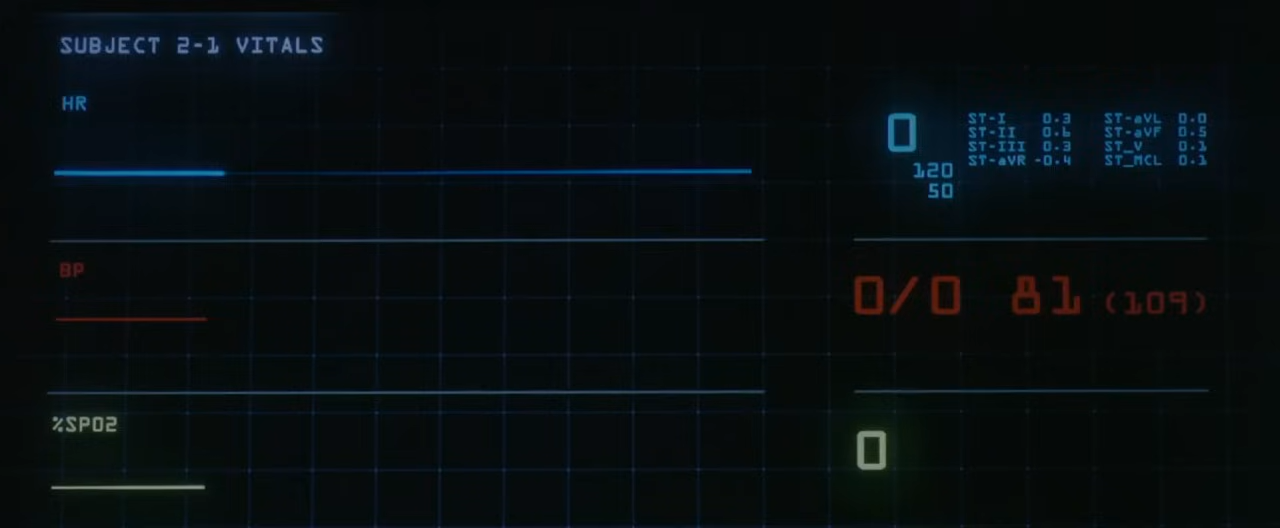 SUBJECT 2-1 VITALS
HR
0
120
50
ST-I 0.3
ST-II 0.6
ST-III 0.3
ST-aVR -0.4
ST-aVL 0.0
ST-aVF 0.5
ST_V 0.1
ST_MCL 0.1
BP
0/0 81 (109)
%SPO2
0